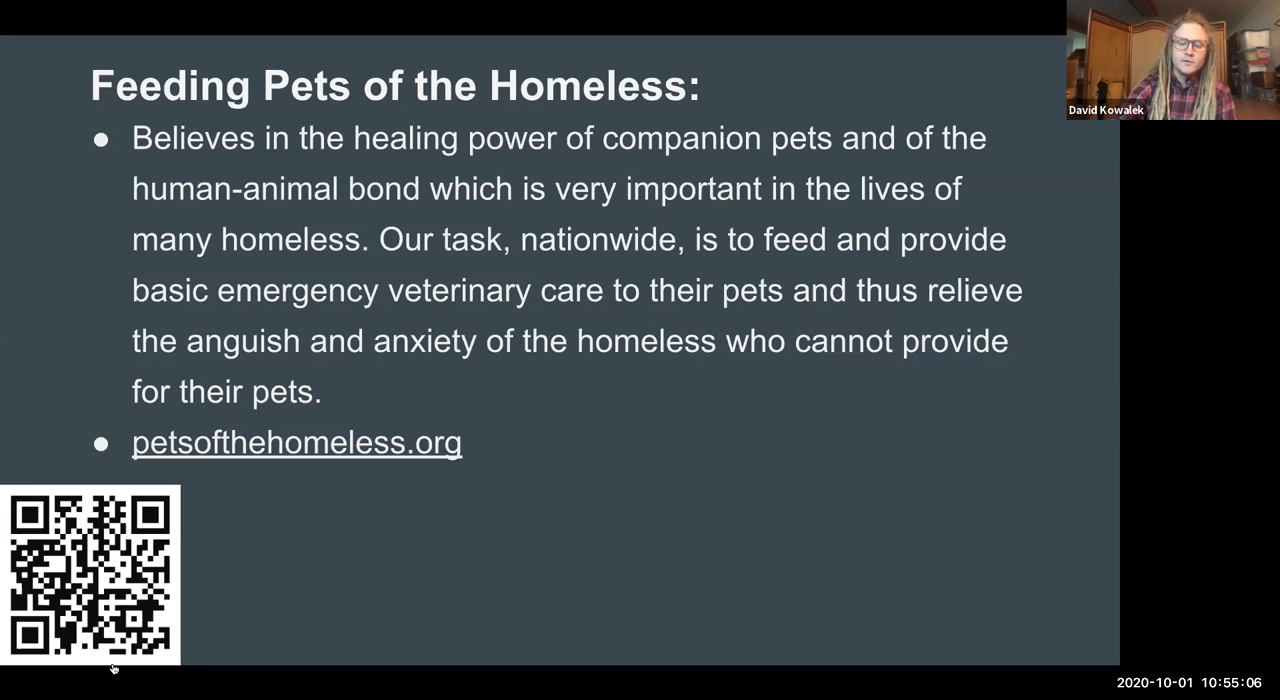 Feeding Pets of the Homeless:
● Believes in the healing power of companion pets and of the
human-animal bond which is very important in the lives of
many homeless. Our task, nationwide, is to feed and provide
basic emergency veterinary care to their pets and thus relieve
the anguish and anxiety of the homeless who cannot provide
for their pets.
● petsofthehomeless.org
David Kowalek
2020-10-01 10:55:06